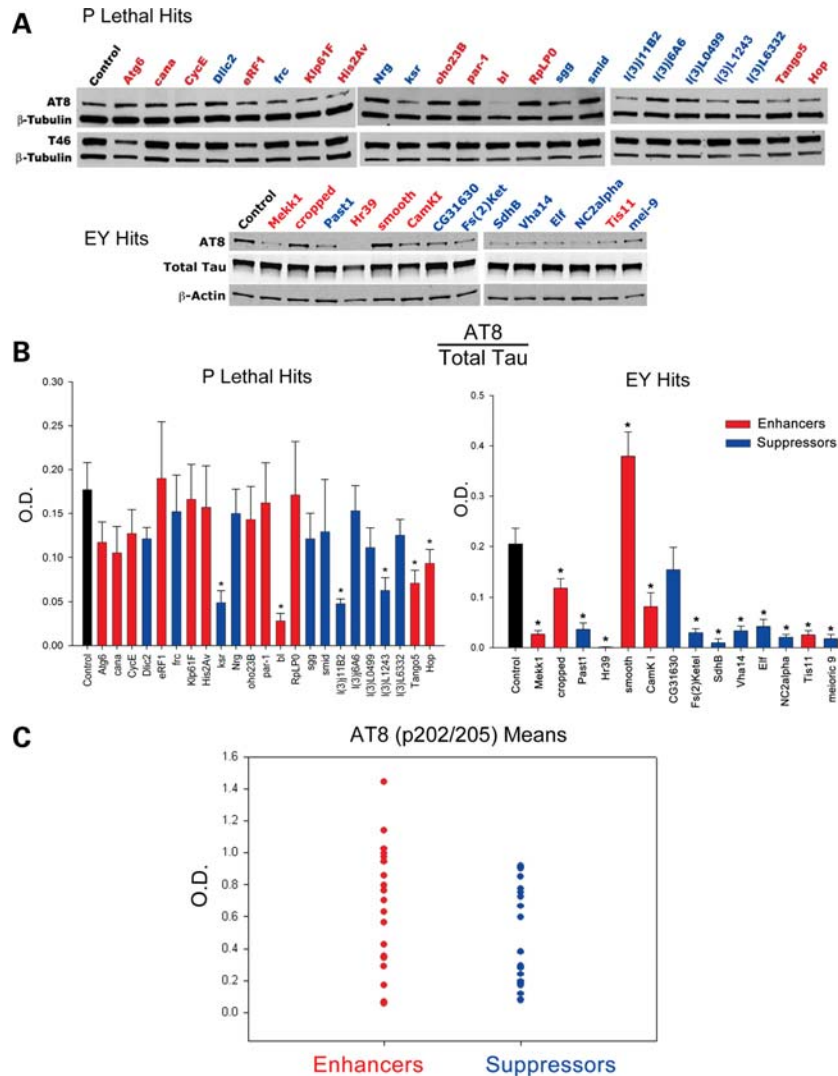 A
P Lethal Hits
Control Atg6 cana CycE Dlic2 eRF1 frc Klp61F His2Av Nrg ksr oho23B par-1 bl RpLP0 sgg smid l(3)j11B2 l(3)j6A6 l(3)L0499 l(3)L1243 l(3)L6332 Tango5 Hop
AT8
β-Tubulin
T46
β-Tubulin
EY Hits
Control Mekk1 cropped Past1 Hr39 smooth CamKI CG31630 Fs(2)Ket SdhB Vha14 Elf NC2alpha Tis11 mei-9
AT8
Total Tau
β-Actin
B
AT8
Total Tau
P Lethal Hits
O.D.
0.30
0.25
0.20
0.15
0.10
0.05
0.00
* * * * * *
Control Atg6 cana CycE Dlic2 eRF1 frc Klp61F His2Av ksr Nrg oho23B par-1 bl RpLP0 sgg smid l(3)j11B2 l(3)j6A6 l(3)L0499 l(3)L1243 l(3)L6332 Tango5 Hop
EY Hits
Enhancers
Suppressors
O.D.
0.5
0.4
0.3
0.2
0.1
0.0
* * * * * * * * * * * * *
Control Mekk1 cropped Past1 Hr39 smooth CamK I CG31630 Fs(2)Ketel SdhB Vha14 Elf NC2alpha Tis11 meioric 9
C
AT8 (p202/205) Means
O.D.
1.6
1.4
1.2
1.0
0.8
0.6
0.4
0.2
0.0
Enhancers Suppressors